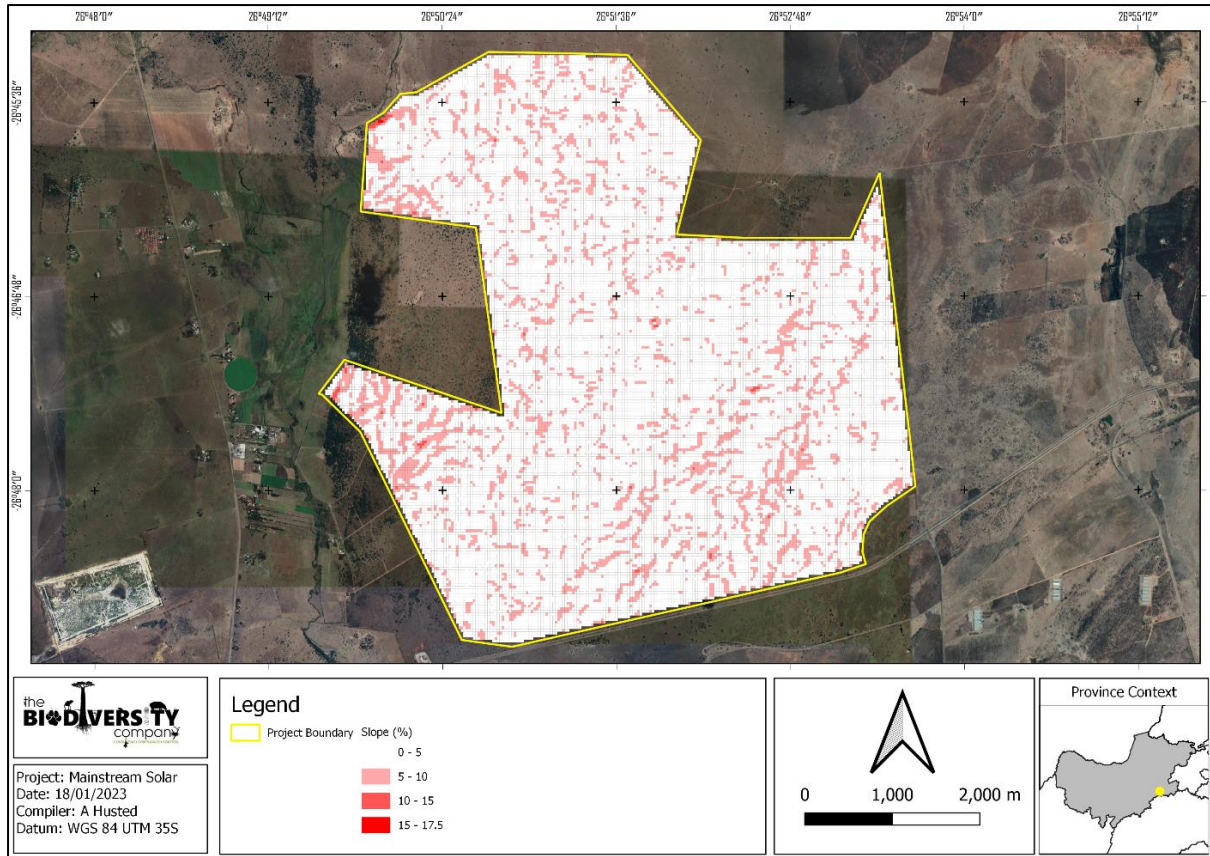 26°48'0" 26°49'12" 26°50'24" 26°51'36" 26°52'48" 26°54'0" 26°55'12"
-26°45'36"
-26°46'48"
-26°48'0"
the
BIODIVERSITY
company
Project: Mainstream Solar
Date: 18/01/2023
Compiler: A Husted
Datum: WGS 84 UTM 35S
Legend
Project Boundary
Slope (%)
0 - 5
5 - 10
10 - 15
15 - 17.5
0 1,000 2,000 m
Province Context